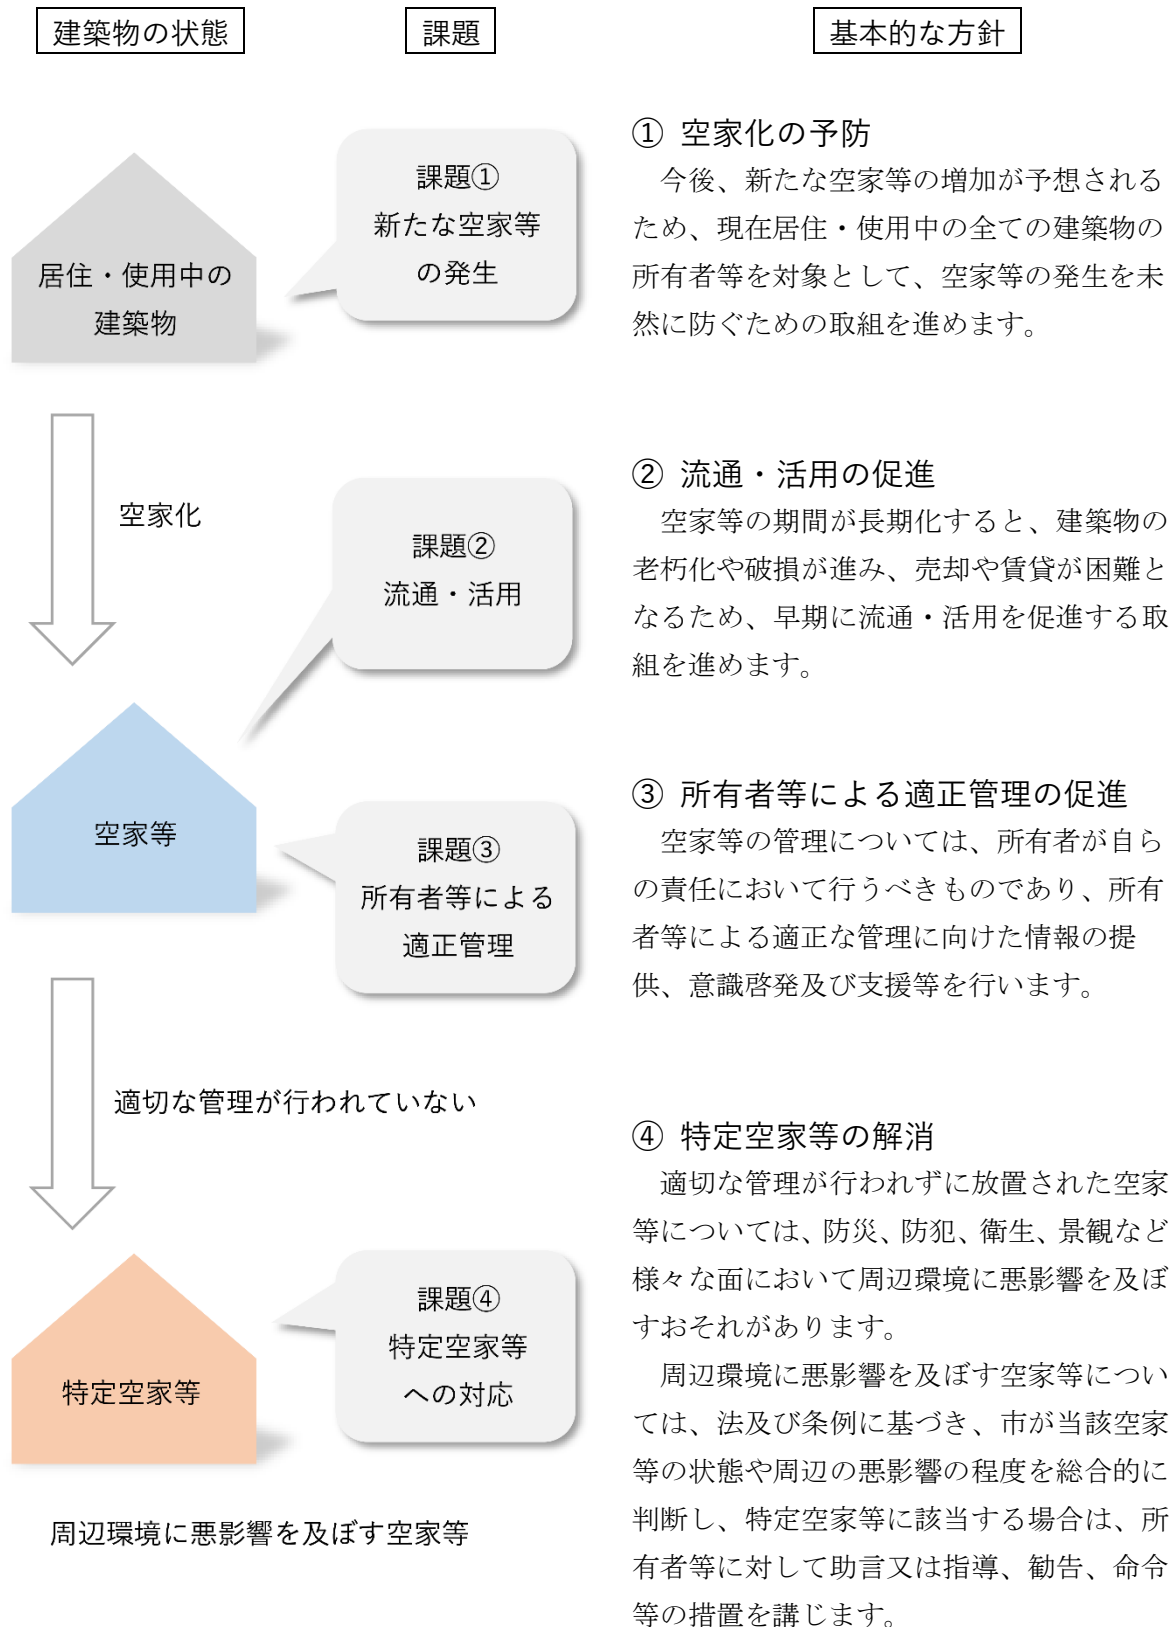 建築物の状態
課題
基本的な方針
居住・使用中の
建築物
課題①
新たな空家等
の発生
① 空家化の予防
今後、新たな空家等の増加が予想される
ため、現在居住・使用中の全ての建築物の
所有者等を対象として、空家等の発生を未
然に防ぐための取組を進めます。
空家化
課題②
流通・活用
② 流通・活用の促進
空家等の期間が長期化すると、建築物の
老朽化や破損が進み、売却や賃貸が困難と
なるため、早期に流通・活用を促進する取
組を進めます。
空家等
課題③
所有者等による
適正管理
③ 所有者等による適正管理の促進
空家等の管理については、所有者が自ら
の責任において行うべきものであり、所有
者等による適正な管理に向けた情報の提
供、意識啓発及び支援等を行います。
適切な管理が行われていない
特定空家等
課題④
特定空家等
への対応
周辺環境に悪影響を及ぼす空家等
④ 特定空家等の解消
適切な管理が行われずに放置された空家
等については、防災、防犯、衛生、景観など
様々な面において周辺環境に悪影響を及ぼ
すおそれがあります。
周辺環境に悪影響を及ぼす空家等につい
ては、法及び条例に基づき、市が当該空家
等の状態や周辺の悪影響の程度を総合的に
判断し、特定空家等に該当する場合は、所
有者等に対して助言又は指導、勧告、命令
等の措置を講じます。